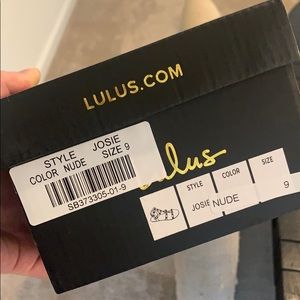 LULUS.COM
STYLE JOSIE
COLOR NUDE SIZE 9
SB373305-01-9
Lulus
STYLE COLOR SIZE
JOSIE NUDE 9